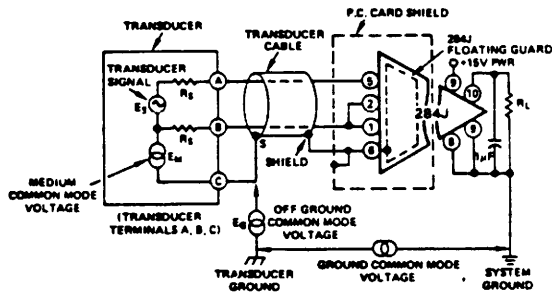 P.C. CARD SHIELD
TRANSDUCER
TRANSDUCER CABLE
284J FLOATING GUARD
+15V PWR
TRANSDUCER SIGNAL
RS
A
5
9
10
ES
2
284J
RL
RS
B
1
EM
S
SHIELD
6
8
9
1μF
C
MEDIUM COMMON MODE VOLTAGE
(TRANSDUCER TERMINALS A, B, C)
EG
OFF GROUND COMMON MODE VOLTAGE
TRANSDUCER GROUND
GROUND COMMON MODE VOLTAGE
SYSTEM GROUND